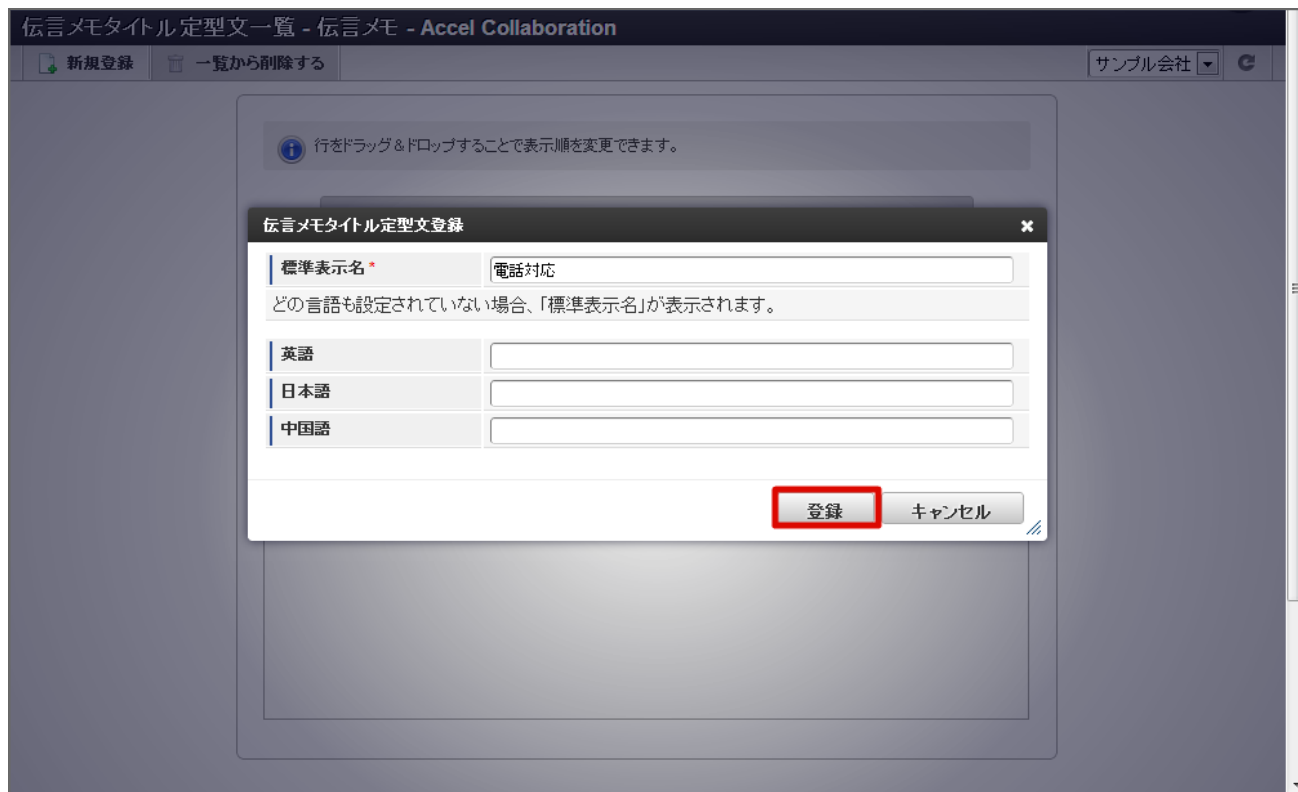 伝言メモタイトル定型文一覧 - 伝言メモ - Accel Collaboration
新規登録 一覧から削除する サンプル会社
行をドラッグ&ドロップすることで表示順を変更できます。
伝言メモタイトル定型文登録
標準表示名* 電話対応
どの言語も設定されていない場合、「標準表示名」が表示されます。
英語
日本語
中国語
登録 キャンセル